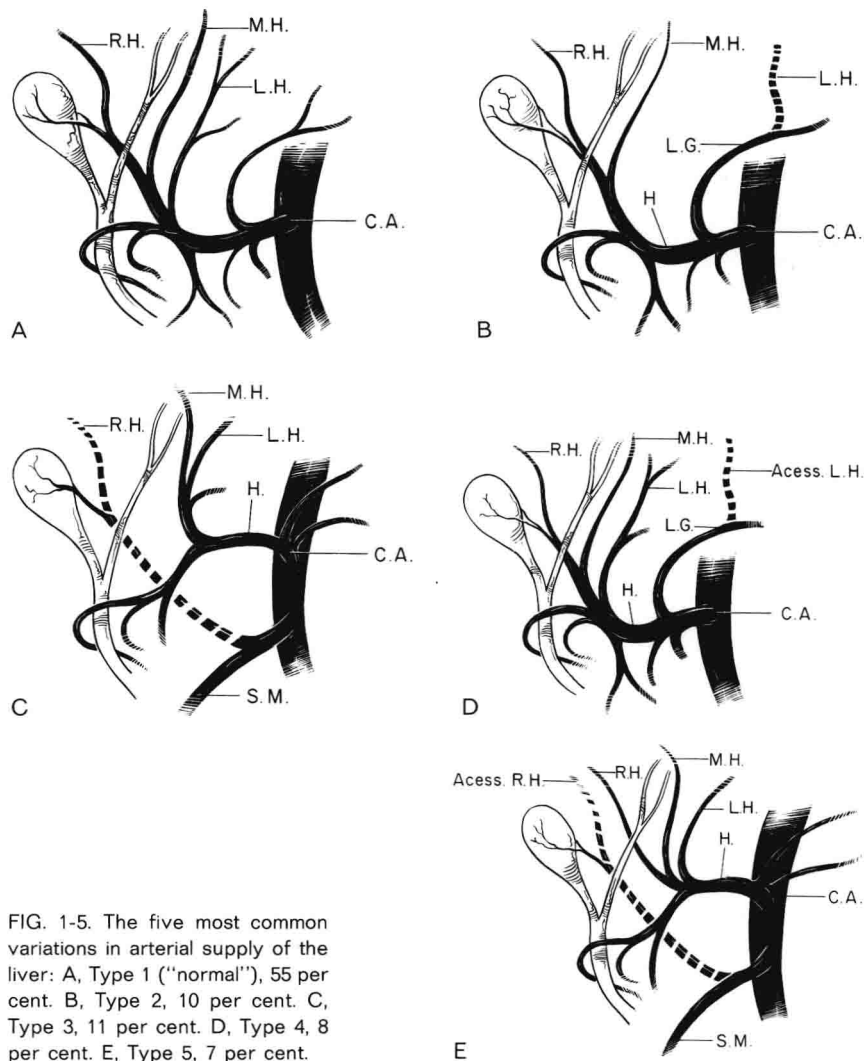 R.H.
M.H.
L.H.
C.A.
A
R.H.
M.H.
L.H.
L.G.
H
C.A.
B
R.H.
M.H.
L.H.
H.
C.A.
S.M.
C
R.H.
M.H.
L.H.
Acess. L.H.
L.G.
H.
C.A.
D
Acess. R.H.
R.H.
M.H.
L.H.
H.
C.A.
S.M.
E
FIG. 1-5. The five most common
variations in arterial supply of the
liver: A, Type 1 ("normal"), 55 per
cent. B, Type 2, 10 per cent. C,
Type 3, 11 per cent. D, Type 4, 8
per cent. E, Type 5, 7 per cent.